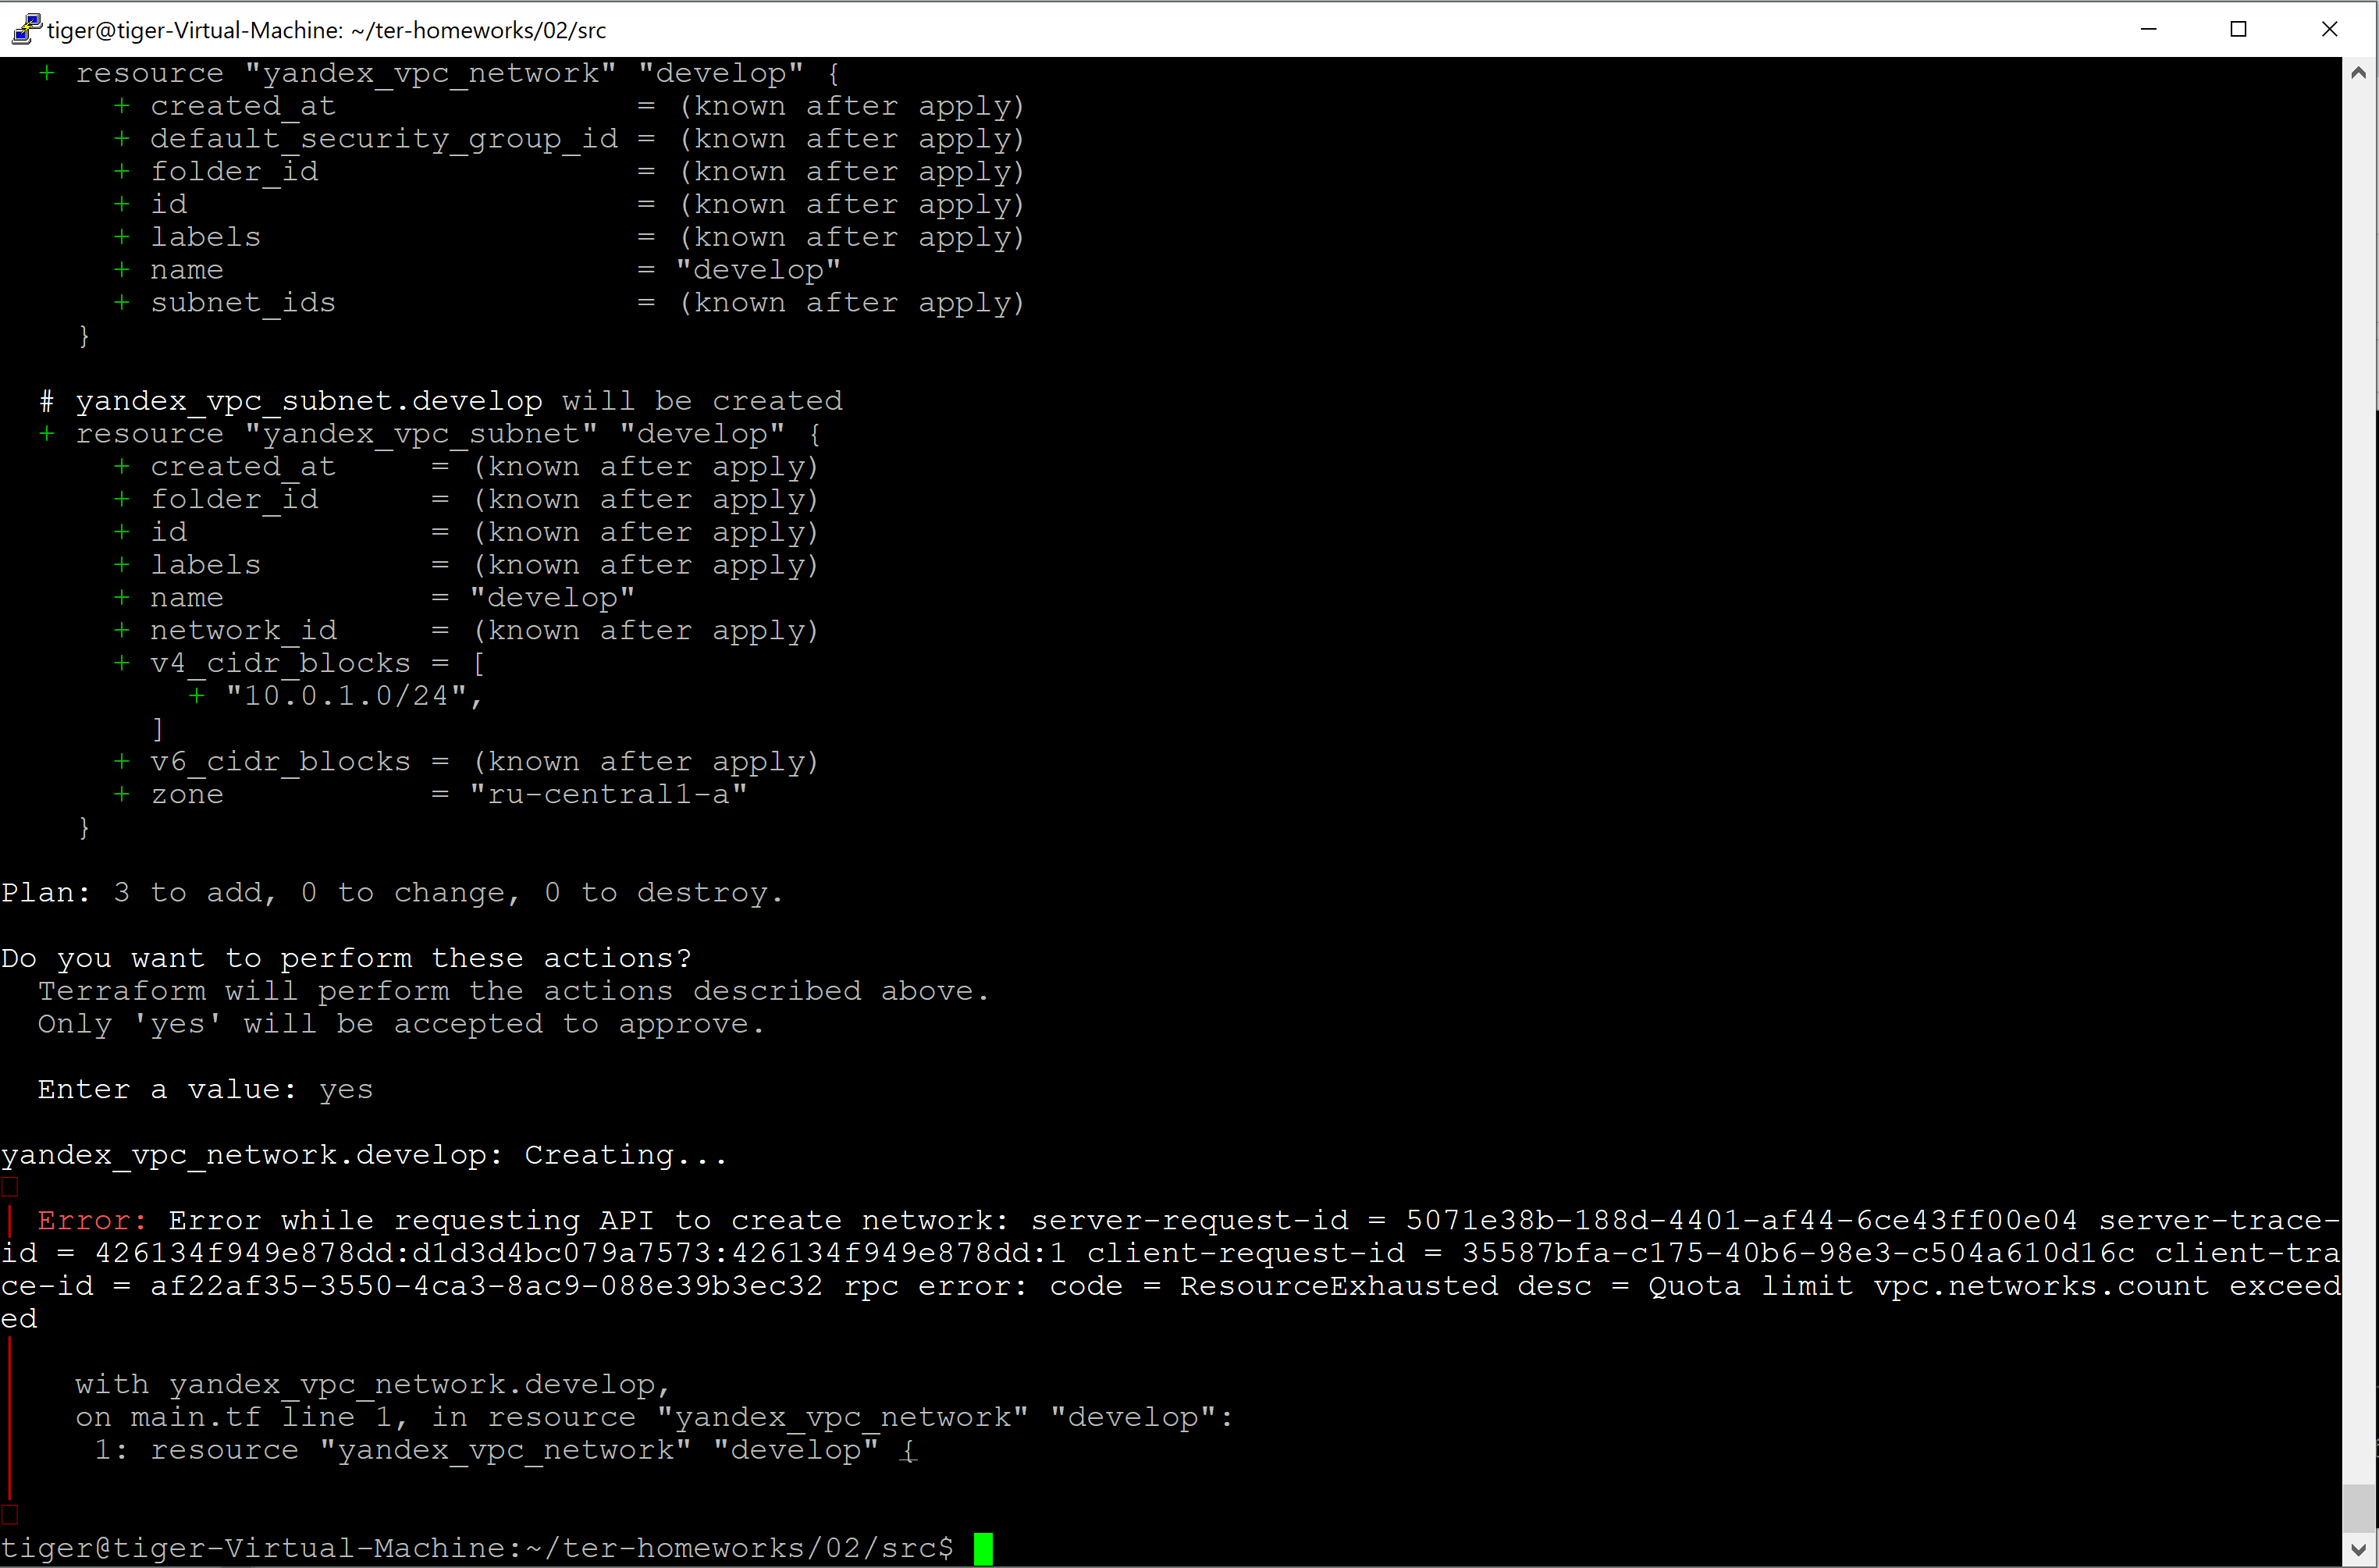 tiger@tiger-Virtual-Machine: ~/ter-homeworks/02/src
  + resource "yandex_vpc_network" "develop" {
      + created_at                = (known after apply)
      + default_security_group_id = (known after apply)
      + folder_id                 = (known after apply)
      + id                        = (known after apply)
      + labels                    = (known after apply)
      + name                      = "develop"
      + subnet_ids                = (known after apply)
    }
  # yandex_vpc_subnet.develop will be created
  + resource "yandex_vpc_subnet" "develop" {
      + created_at     = (known after apply)
      + folder_id      = (known after apply)
      + id             = (known after apply)
      + labels         = (known after apply)
      + name           = "develop"
      + network_id     = (known after apply)
      + v4_cidr_blocks = [
          + "10.0.1.0/24",
        ]
      + v6_cidr_blocks = (known after apply)
      + zone           = "ru-central1-a"
    }
Plan: 3 to add, 0 to change, 0 to destroy.
Do you want to perform these actions?
  Terraform will perform the actions described above.
  Only 'yes' will be accepted to approve.
  Enter a value: yes
yandex_vpc_network.develop: Creating...
Error: Error while requesting API to create network: server-request-id = 5071e38b-188d-4401-af44-6ce43ff00e04 server-trace-
id = 426134f949e878dd:d1d3d4bc079a7573:426134f949e878dd:1 client-request-id = 35587bfa-c175-40b6-98e3-c504a610d16c client-tra
ce-id = af22af35-3550-4ca3-8ac9-088e39b3ec32 rpc error: code = ResourceExhausted desc = Quota limit vpc.networks.count exceed
ed
    with yandex_vpc_network.develop,
    on main.tf line 1, in resource "yandex_vpc_network" "develop":
     1: resource "yandex_vpc_network" "develop" {
tiger@tiger-Virtual-Machine:~/ter-homeworks/02/src$